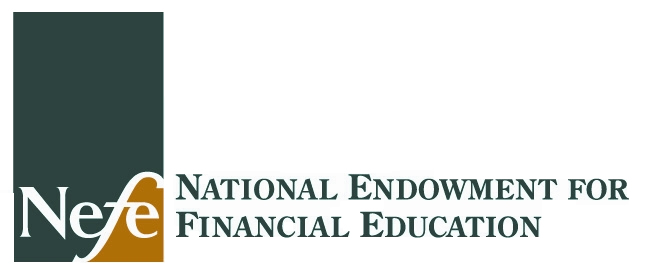 Nefe
NATIONAL ENDOWMENT FOR
FINANCIAL EDUCATION